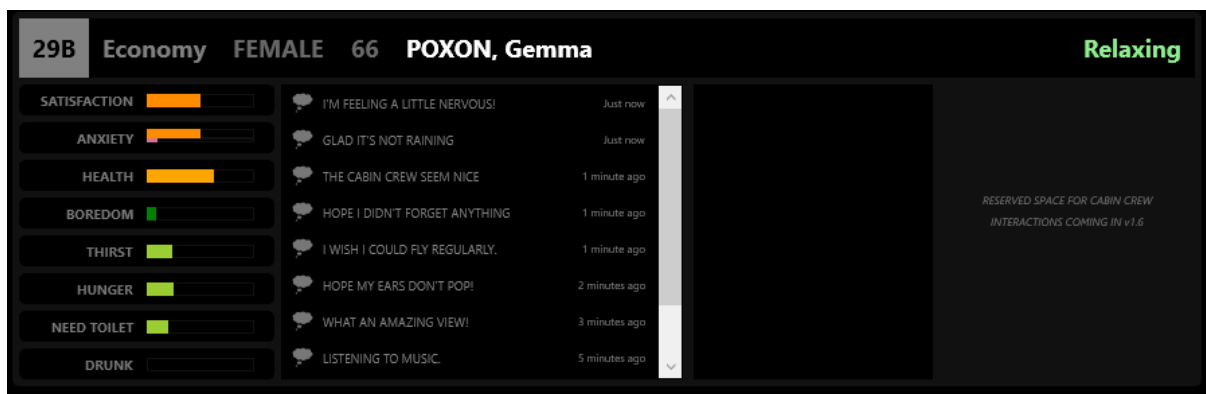 29B Economy FEMALE 66 POXON, Gemma Relaxing
SATISFACTION
ANXIETY
HEALTH
BOREDOM
THIRST
HUNGER
NEED TOILET
DRUNK
I'M FEELING A LITTLE NERVOUS! Just now
GLAD IT'S NOT RAINING Just now
THE CABIN CREW SEEM NICE 1 minute ago
HOPE I DIDN'T FORGET ANYTHING 1 minute ago
I WISH I COULD FLY REGULARLY. 1 minute ago
HOPE MY EARS DON'T POP! 2 minutes ago
WHAT AN AMAZING VIEW! 3 minutes ago
LISTENING TO MUSIC. 5 minutes ago
RESERVED SPACE FOR CABIN CREW
INTERACTIONS COMING IN v1.6